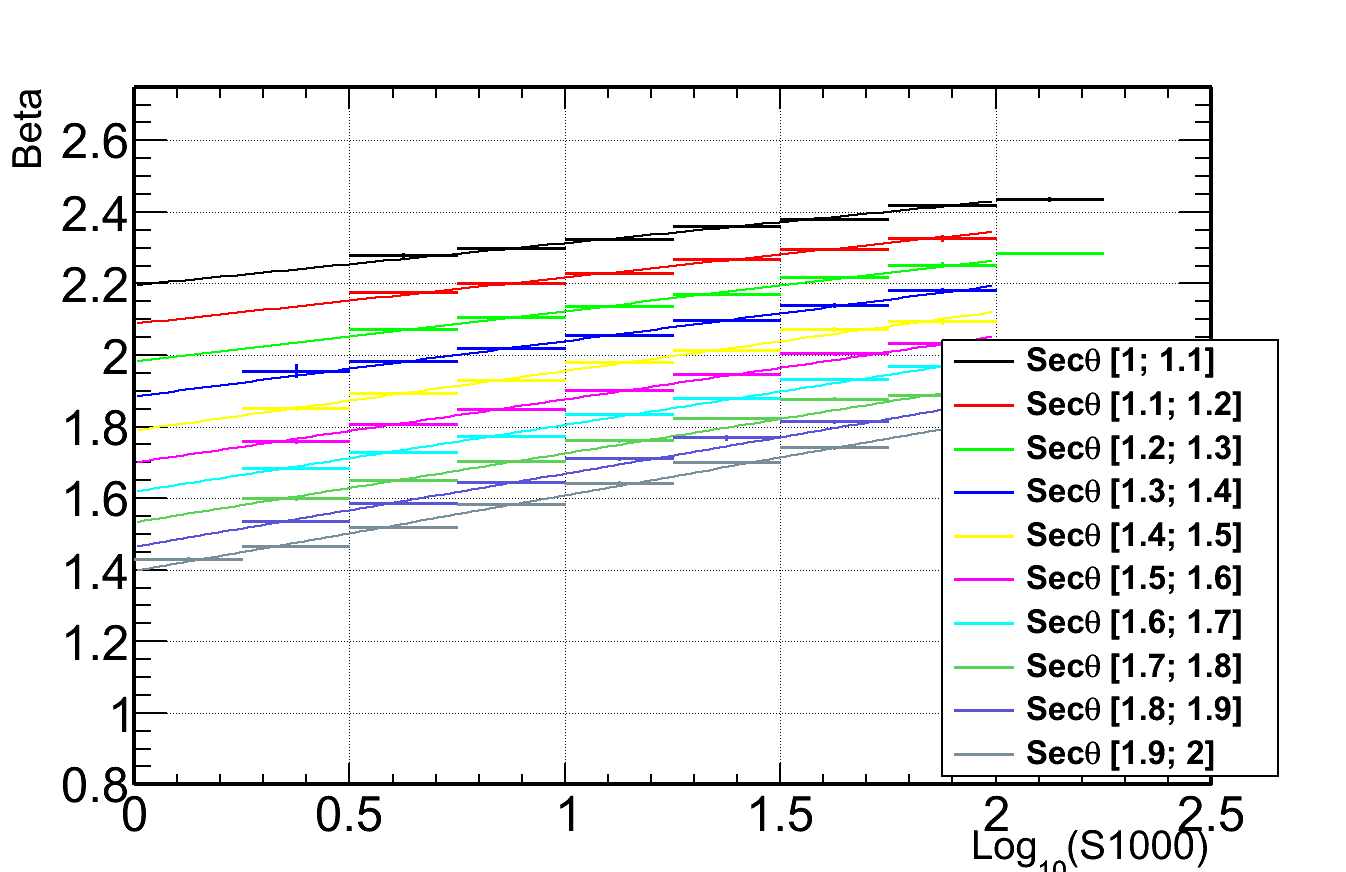 Beta
2.6
2.4
2.2
2
1.8
1.6
1.4
1.2
1
0.8
0 0.5 1 1.5 2 2.5
Log10(S1000)
Secθ [1; 1.1]
Secθ [1.1; 1.2]
Secθ [1.2; 1.3]
Secθ [1.3; 1.4]
Secθ [1.4; 1.5]
Secθ [1.5; 1.6]
Secθ [1.6; 1.7]
Secθ [1.7; 1.8]
Secθ [1.8; 1.9]
Secθ [1.9; 2]